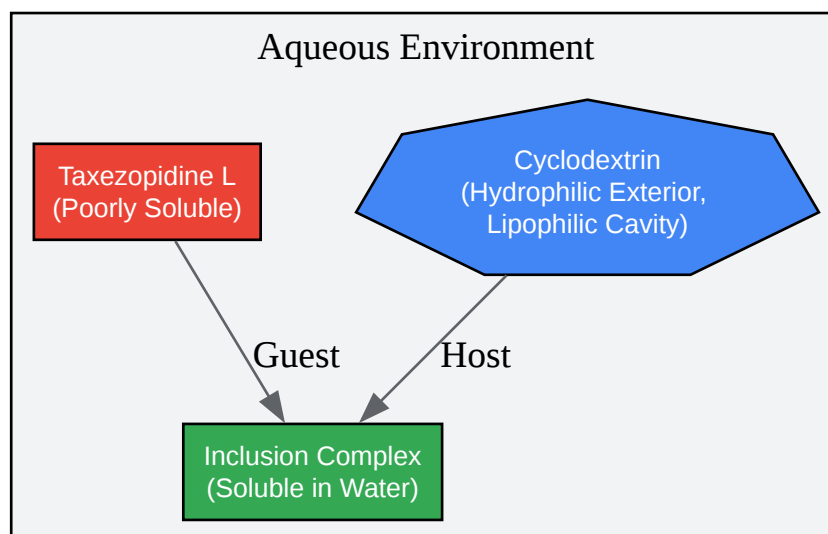 Aqueous Environment
Taxezopidine L
(Poorly Soluble)
Cyclodextrin
(Hydrophilic Exterior,
Lipophilic Cavity)
Guest
Host
Inclusion Complex
(Soluble in Water)